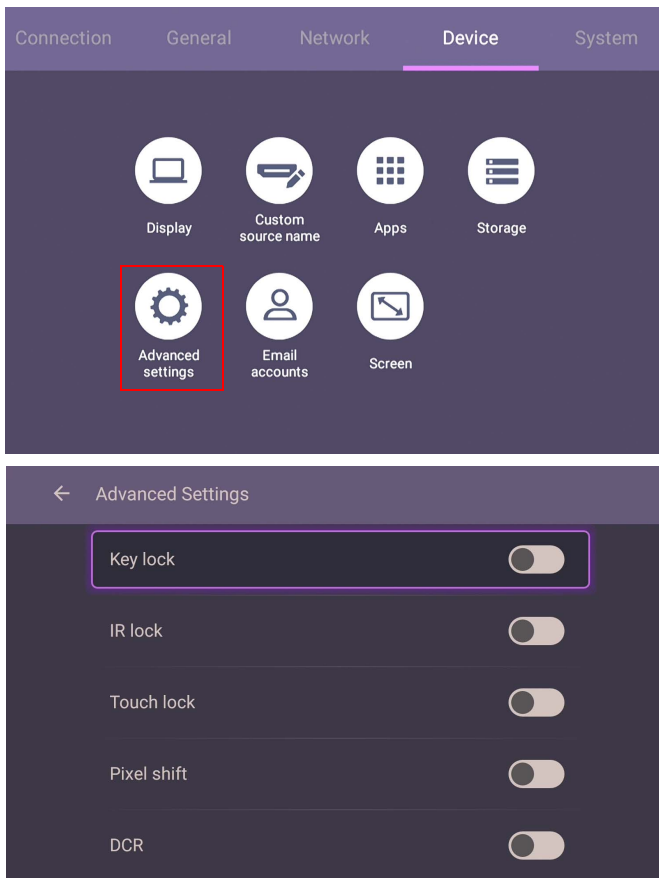 Connection General Network Device System
Display
Custom
source name
Apps
Storage
Advanced
settings
Email
accounts
Screen
Advanced Settings
Key lock
IR lock
Touch lock
Pixel shift
DCR